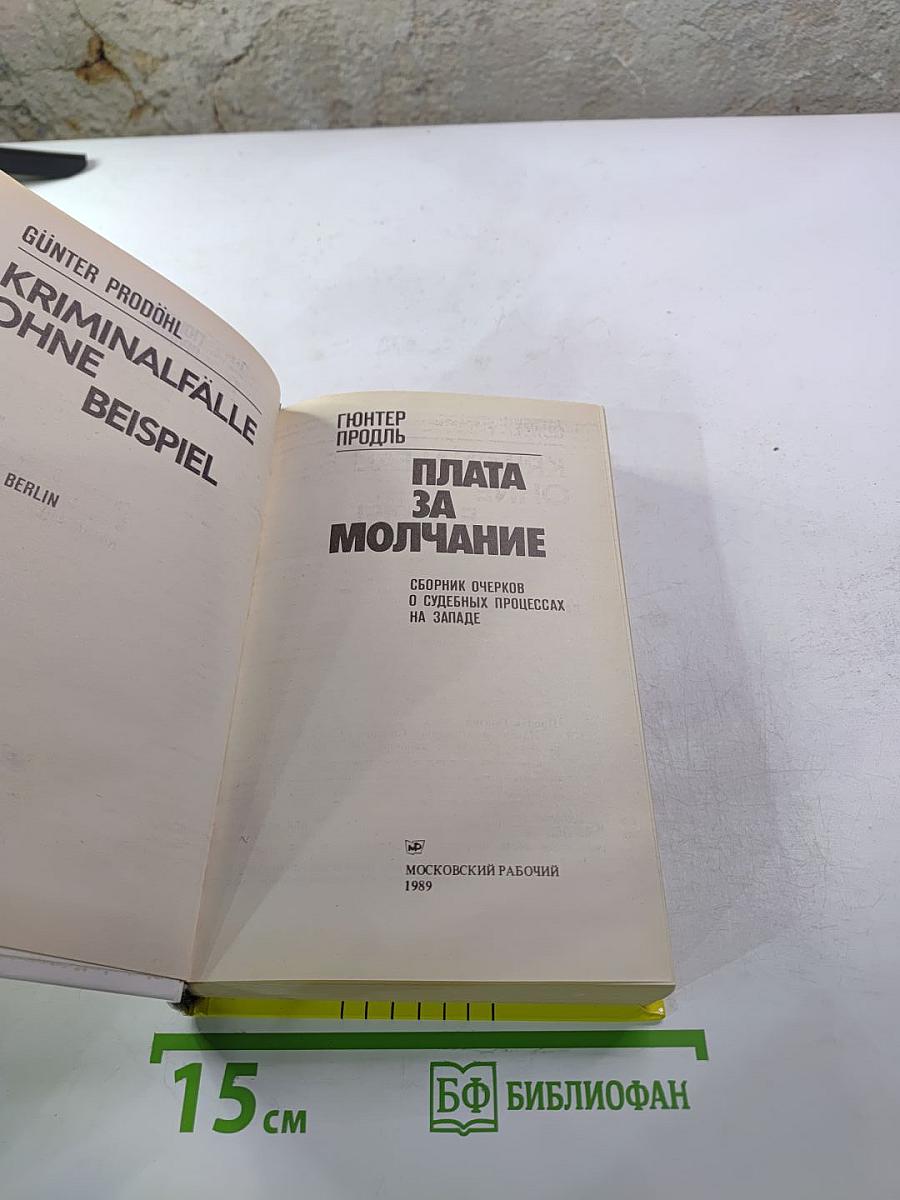 GÜNTER PRODÖHL
KRIMINALFÄLLE
OHNE
BEISPIEL
BERLIN
ГЮНТЕР
ПРОДЛЬ
ПЛАТА
ЗА
МОЛЧАНИЕ
СБОРНИК ОЧЕРКОВ
О СУДЕБНЫХ ПРОЦЕССАХ
НА ЗАПАДЕ
МР
МОСКОВСКИЙ РАБОЧИЙ
1989
15 см
БФ БИБЛИОФАН